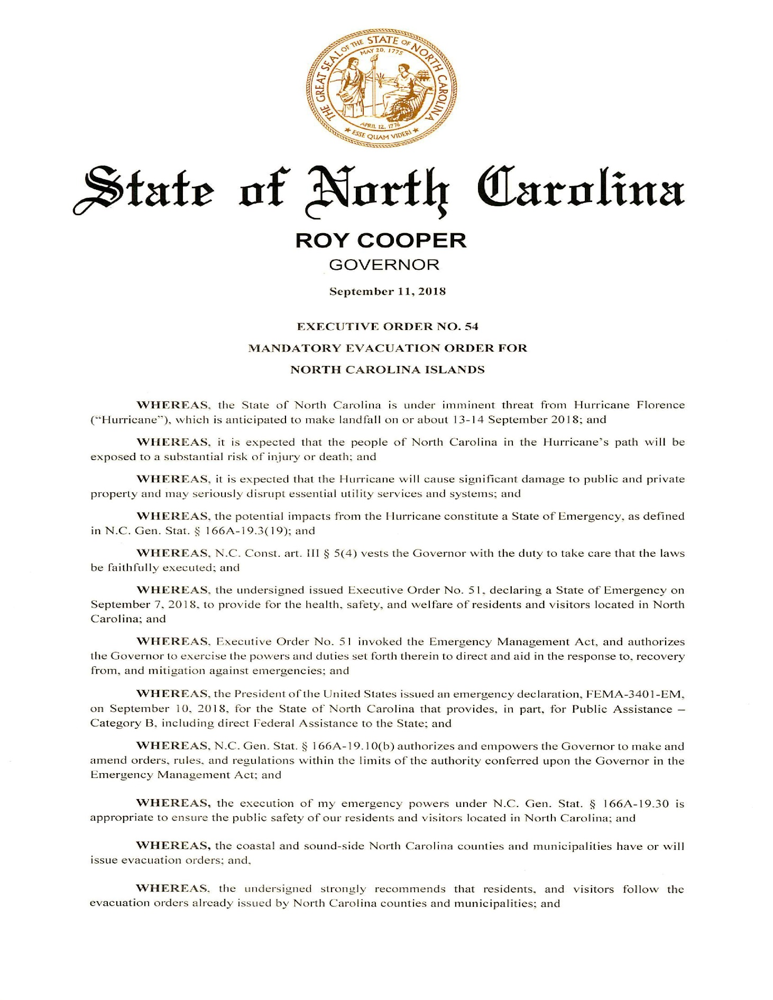 THE GREAT SEAL OF THE STATE OF NORTH CAROLINA
MAY 20, 1775
APRIL 12, 1776
★ ESSE QUAM VIDERI ★
State of North Carolina
ROY COOPER
GOVERNOR
September 11, 2018
EXECUTIVE ORDER NO. 54
MANDATORY EVACUATION ORDER FOR
NORTH CAROLINA ISLANDS
WHEREAS, the State of North Carolina is under imminent threat from Hurricane Florence
(“Hurricane”), which is anticipated to make landfall on or about 13-14 September 2018; and
WHEREAS, it is expected that the people of North Carolina in the Hurricane’s path will be
exposed to a substantial risk of injury or death; and
WHEREAS, it is expected that the Hurricane will cause significant damage to public and private
property and may seriously disrupt essential utility services and systems; and
WHEREAS, the potential impacts from the Hurricane constitute a State of Emergency, as defined
in N.C. Gen. Stat. § 166A-19.3(19); and
WHEREAS, N.C. Const. art. III § 5(4) vests the Governor with the duty to take care that the laws
be faithfully executed; and
WHEREAS, the undersigned issued Executive Order No. 51, declaring a State of Emergency on
September 7, 2018, to provide for the health, safety, and welfare of residents and visitors located in North
Carolina; and
WHEREAS, Executive Order No. 51 invoked the Emergency Management Act, and authorizes
the Governor to exercise the powers and duties set forth therein to direct and aid in the response to, recovery
from, and mitigation against emergencies; and
WHEREAS, the President of the United States issued an emergency declaration, FEMA-3401-EM,
on September 10, 2018, for the State of North Carolina that provides, in part, for Public Assistance –
Category B, including direct Federal Assistance to the State; and
WHEREAS, N.C. Gen. Stat. § 166A-19.10(b) authorizes and empowers the Governor to make and
amend orders, rules, and regulations within the limits of the authority conferred upon the Governor in the
Emergency Management Act; and
WHEREAS, the execution of my emergency powers under N.C. Gen. Stat. § 166A-19.30 is
appropriate to ensure the public safety of our residents and visitors located in North Carolina; and
WHEREAS, the coastal and sound-side North Carolina counties and municipalities have or will
issue evacuation orders; and,
WHEREAS, the undersigned strongly recommends that residents, and visitors follow the
evacuation orders already issued by North Carolina counties and municipalities; and